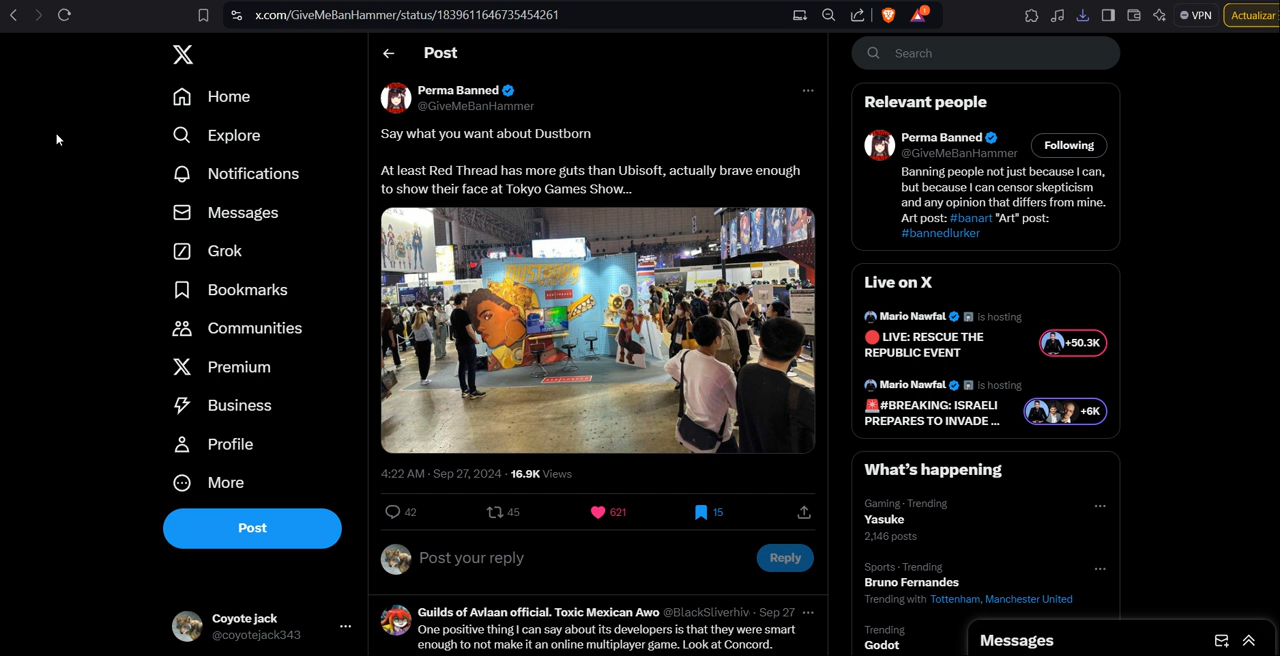 x.com/GiveMeBanHammer/status/1839611646735454261
1
VPN
Actualizar
Home
Explore
Notifications
Messages
Grok
Bookmarks
Communities
Premium
Business
Profile
More
Post
Coyote jack
@coyotejack343
Post
Perma Banned
@GiveMeBanHammer
Say what you want about Dustborn
At least Red Thread has more guts than Ubisoft, actually brave enough
to show their face at Tokyo Games Show...
DUSTBORN
4:22 AM · Sep 27, 2024 · 16.9K Views
42 45 621 15
Post your reply
Reply
Guilds of Avlaan official. Toxic Mexican Awo @BlackSliverhiv · Sep 27
One positive thing I can say about its developers is that they were smart
enough to not make it an online multiplayer game. Look at Concord.
Search
Relevant people
Perma Banned
@GiveMeBanHammer
Following
Banning people not just because I can,
but because I can censor skepticism
and any opinion that differs from mine.
Art post: #banart "Art" post:
#bannedlurker
Live on X
Mario Nawfal is hosting
LIVE: RESCUE THE
REPUBLIC EVENT
+50.3K
Mario Nawfal is hosting
#BREAKING: ISRAELI
PREPARES TO INVADE ...
+6K
What's happening
Gaming · Trending
Yasuke
2,146 posts
Sports · Trending
Bruno Fernandes
Trending with Tottenham, Manchester United
Trending
Godot
Messages